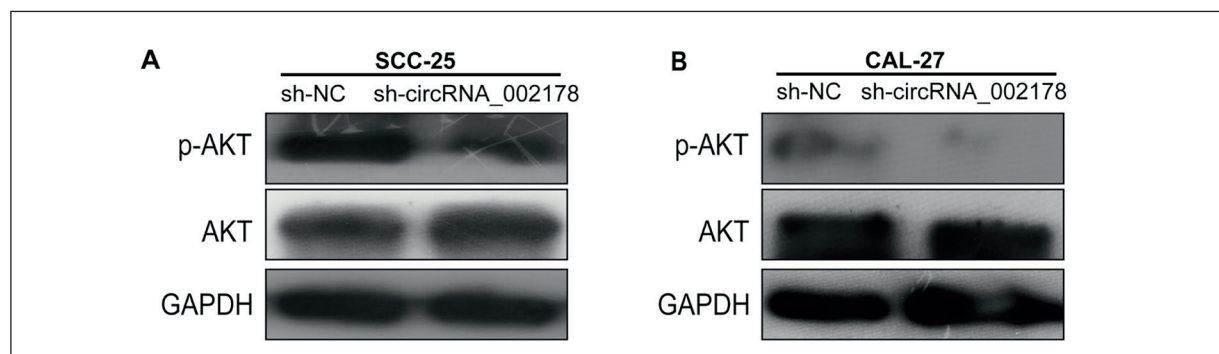 A
SCC-25
sh-NC sh-circRNA_002178
p-AKT
AKT
GAPDH
B
CAL-27
sh-NC sh-circRNA_002178
p-AKT
AKT
GAPDH